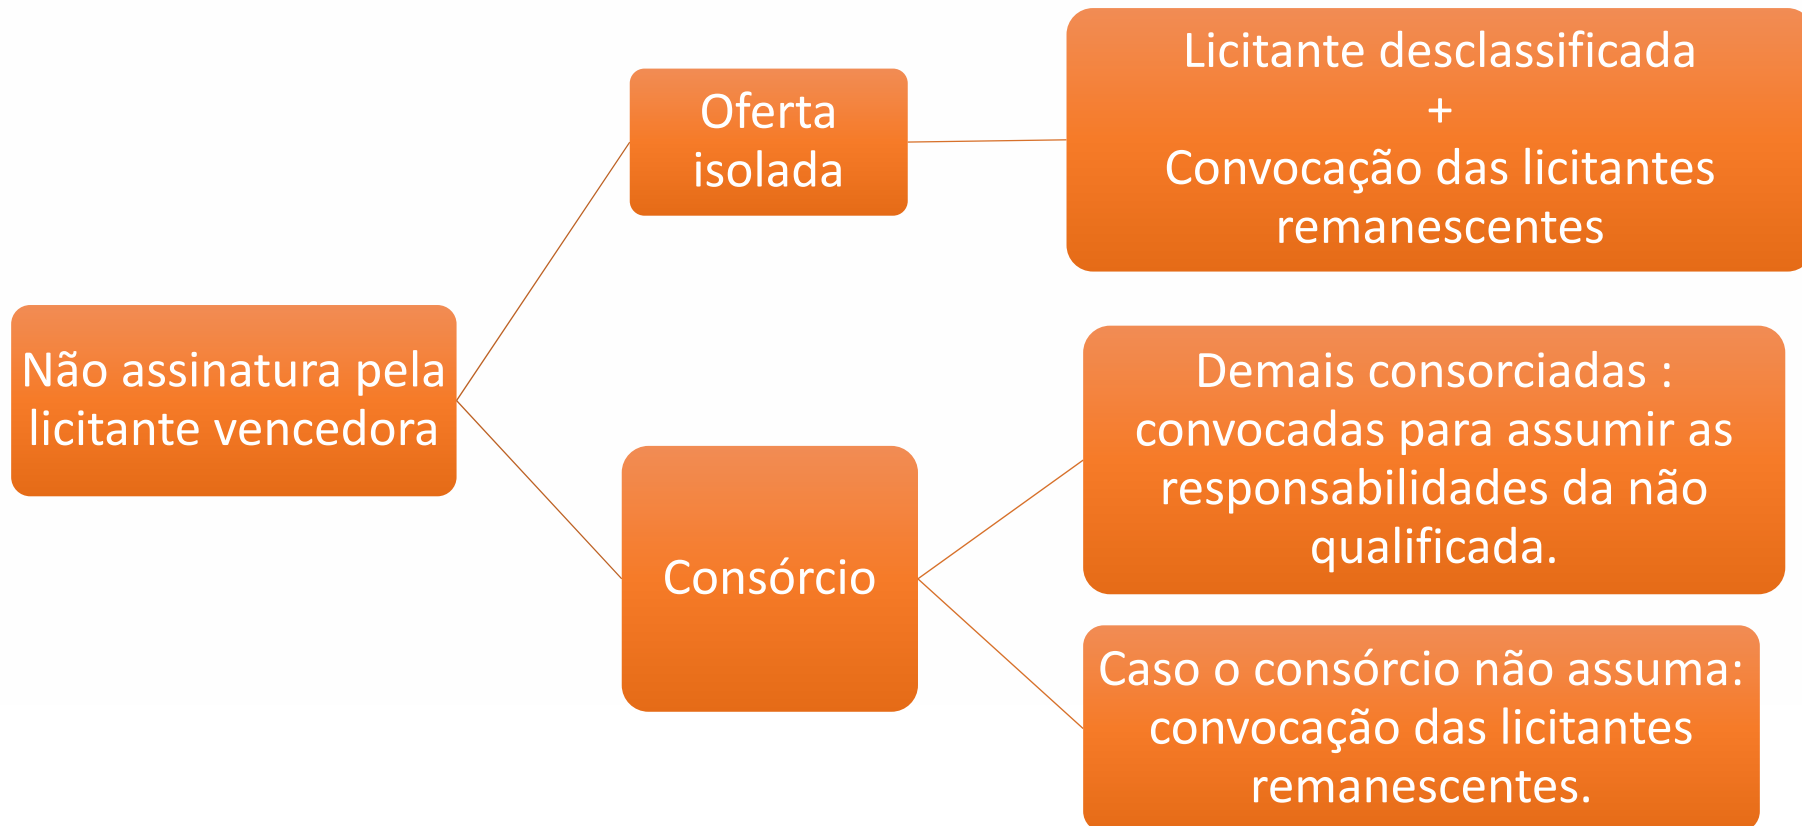 Oferta
isolada
Licitante desclassificada
+
Convocação das licitantes
remanescentes
Não assinatura pela
licitante vencedora
Consórcio
Demais consorciadas :
convocadas para assumir as
responsabilidades da não
qualificada.
Caso o consórcio não assuma:
convocação das licitantes
remanescentes.